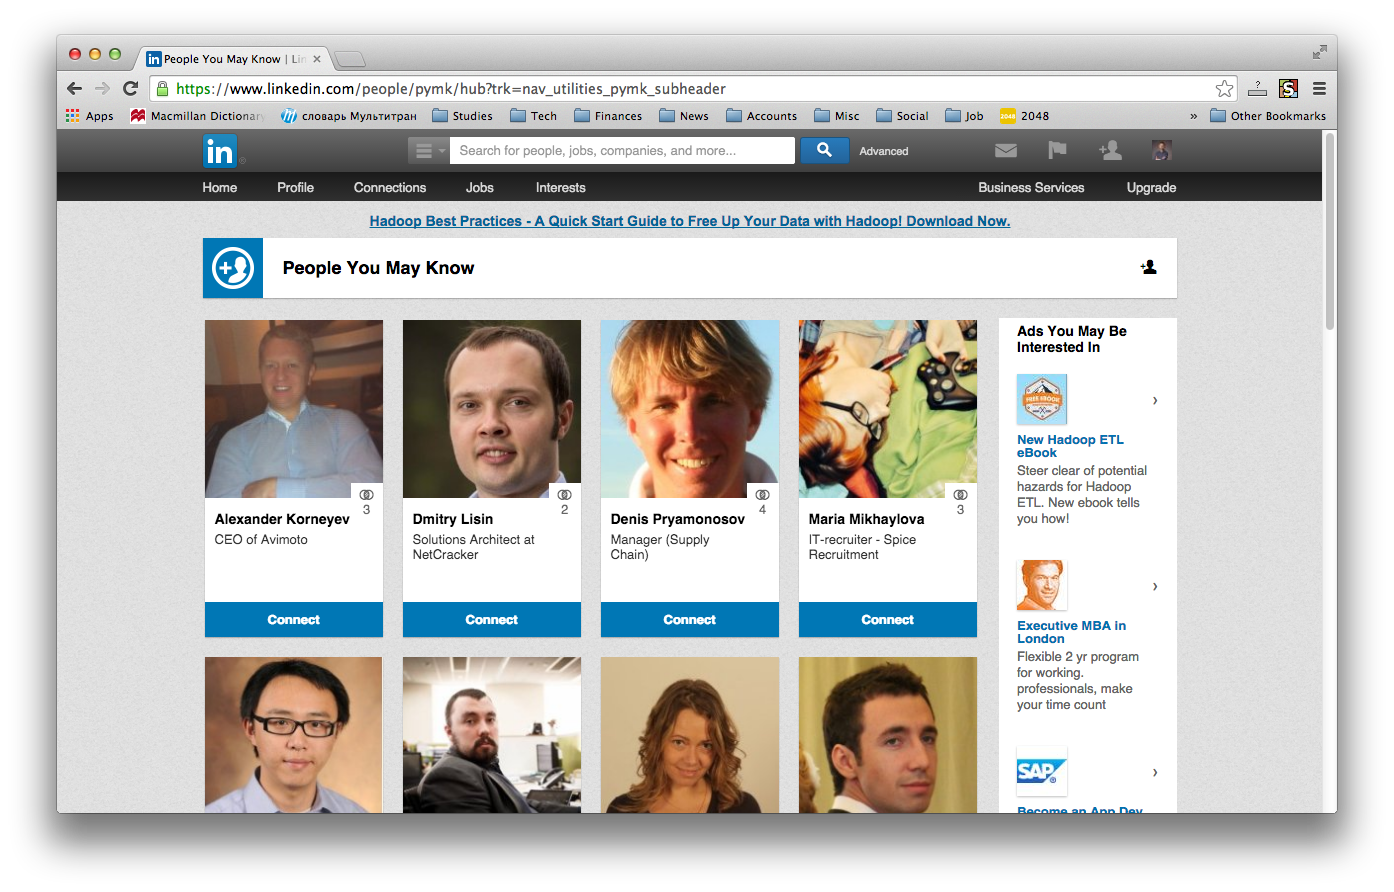 People You May Know | Lin
https://www.linkedin.com/people/pymk/hub?trk=nav_utilities_pymk_subheader
Apps Macmillan Dictionary словарь Мультитран Studies Tech Finances News Accounts Misc Social Job 2048 2048 » Other Bookmarks
in Search for people, jobs, companies, and more... Advanced
Home Profile Connections Jobs Interests Business Services Upgrade
Hadoop Best Practices - A Quick Start Guide to Free Up Your Data with Hadoop! Download Now.
People You May Know
3
Alexander Korneyev
CEO of Avimoto
Connect
2
Dmitry Lisin
Solutions Architect at
NetCracker
Connect
4
Denis Pryamonosov
Manager (Supply
Chain)
Connect
3
Maria Mikhaylova
IT-recruiter - Spice
Recruitment
Connect
Ads You May Be
Interested In
FREE EBOOK
New Hadoop ETL
eBook
Steer clear of potential
hazards for Hadoop
ETL. New ebook tells
you how!
Executive MBA in
London
Flexible 2 yr program
for working.
professionals, make
your time count
SAP
Become an App Dev